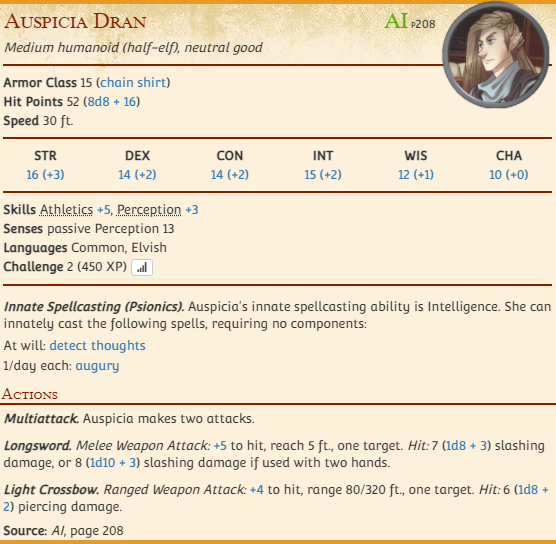 Auspicia Dran AI p208
Medium humanoid (half-elf), neutral good
Armor Class 15 (chain shirt)
Hit Points 52 (8d8 + 16)
Speed 30 ft.
STR DEX CON INT WIS CHA
16 (+3) 14 (+2) 14 (+2) 15 (+2) 12 (+1) 10 (+0)
Skills Athletics +5, Perception +3
Senses passive Perception 13
Languages Common, Elvish
Challenge 2 (450 XP)
Innate Spellcasting (Psionics). Auspicia's innate spellcasting ability is Intelligence. She can
innately cast the following spells, requiring no components:
At will: detect thoughts
1/day each: augury
Actions
Multiattack. Auspicia makes two attacks.
Longsword. Melee Weapon Attack: +5 to hit, reach 5 ft., one target. Hit: 7 (1d8 + 3) slashing
damage, or 8 (1d10 + 3) slashing damage if used with two hands.
Light Crossbow. Ranged Weapon Attack: +4 to hit, range 80/320 ft., one target. Hit: 6 (1d8 +
2) piercing damage.
Source: AI, page 208